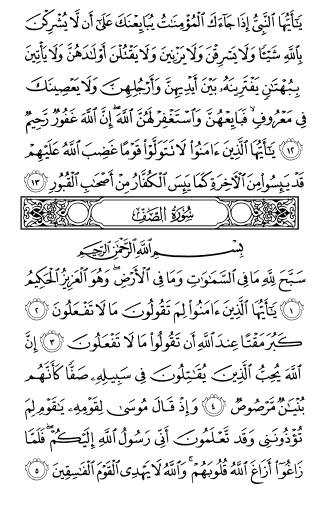 يَـٰٓأَيُّهَا ٱلنَّبِىُّ إِذَا جَآءَكَ ٱلْمُؤْمِنَـٰتُ يُبَايِعْنَكَ عَلَىٰٓ أَن لَّا يُشْرِكْنَ
بِٱللَّهِ شَيْـًٔا وَلَا يَسْرِقْنَ وَلَا يَزْنِينَ وَلَا يَقْتُلْنَ أَوْلَـٰدَهُنَّ وَلَا يَأْتِينَ
بِبُهْتَـٰنٍ يَفْتَرِينَهُۥ بَيْنَ أَيْدِيهِنَّ وَأَرْجُلِهِنَّ وَلَا يَعْصِينَكَ
فِى مَعْرُوفٍ ۙ فَبَايِعْهُنَّ وَٱسْتَغْفِرْ لَهُنَّ ٱللَّهَ ۖ إِنَّ ٱللَّهَ غَفُورٌ رَّحِيمٌ
١٢ يَـٰٓأَيُّهَا ٱلَّذِينَ ءَامَنُوا۟ لَا تَتَوَلَّوْا۟ قَوْمًا غَضِبَ ٱللَّهُ عَلَيْهِمْ
قَدْ يَئِسُوا۟ مِنَ ٱلْـَٔاخِرَةِ كَمَا يَئِسَ ٱلْكُفَّارُ مِنْ أَصْحَـٰبِ ٱلْقُبُورِ ١٣
سُورَةُ الصَّفِّ
بِسْمِ ٱللَّهِ ٱلرَّحْمَـٰنِ ٱلرَّحِيمِ
سَبَّحَ لِلَّهِ مَا فِى ٱلسَّمَـٰوَٰتِ وَمَا فِى ٱلْأَرْضِ ۖ وَهُوَ ٱلْعَزِيزُ ٱلْحَكِيمُ
١ يَـٰٓأَيُّهَا ٱلَّذِينَ ءَامَنُوا۟ لِمَ تَقُولُونَ مَا لَا تَفْعَلُونَ ٢
كَبُرَ مَقْتًا عِندَ ٱللَّهِ أَن تَقُولُوا۟ مَا لَا تَفْعَلُونَ ٣ إِنَّ
ٱللَّهَ يُحِبُّ ٱلَّذِينَ يُقَـٰتِلُونَ فِى سَبِيلِهِۦ صَفًّا كَأَنَّهُم
بُنْيَـٰنٌ مَّرْصُوصٌ ٤ وَإِذْ قَالَ مُوسَىٰ لِقَوْمِهِۦ يَـٰقَوْمِ لِمَ
تُؤْذُونَنِى وَقَد تَّعْلَمُونَ أَنِّى رَسُولُ ٱللَّهِ إِلَيْكُمْ ۖ فَلَمَّا
زَاغُوٓا۟ أَزَاغَ ٱللَّهُ قُلُوبَهُمْ ۚ وَٱللَّهُ لَا يَهْدِى ٱلْقَوْمَ ٱلْفَـٰسِقِينَ ٥